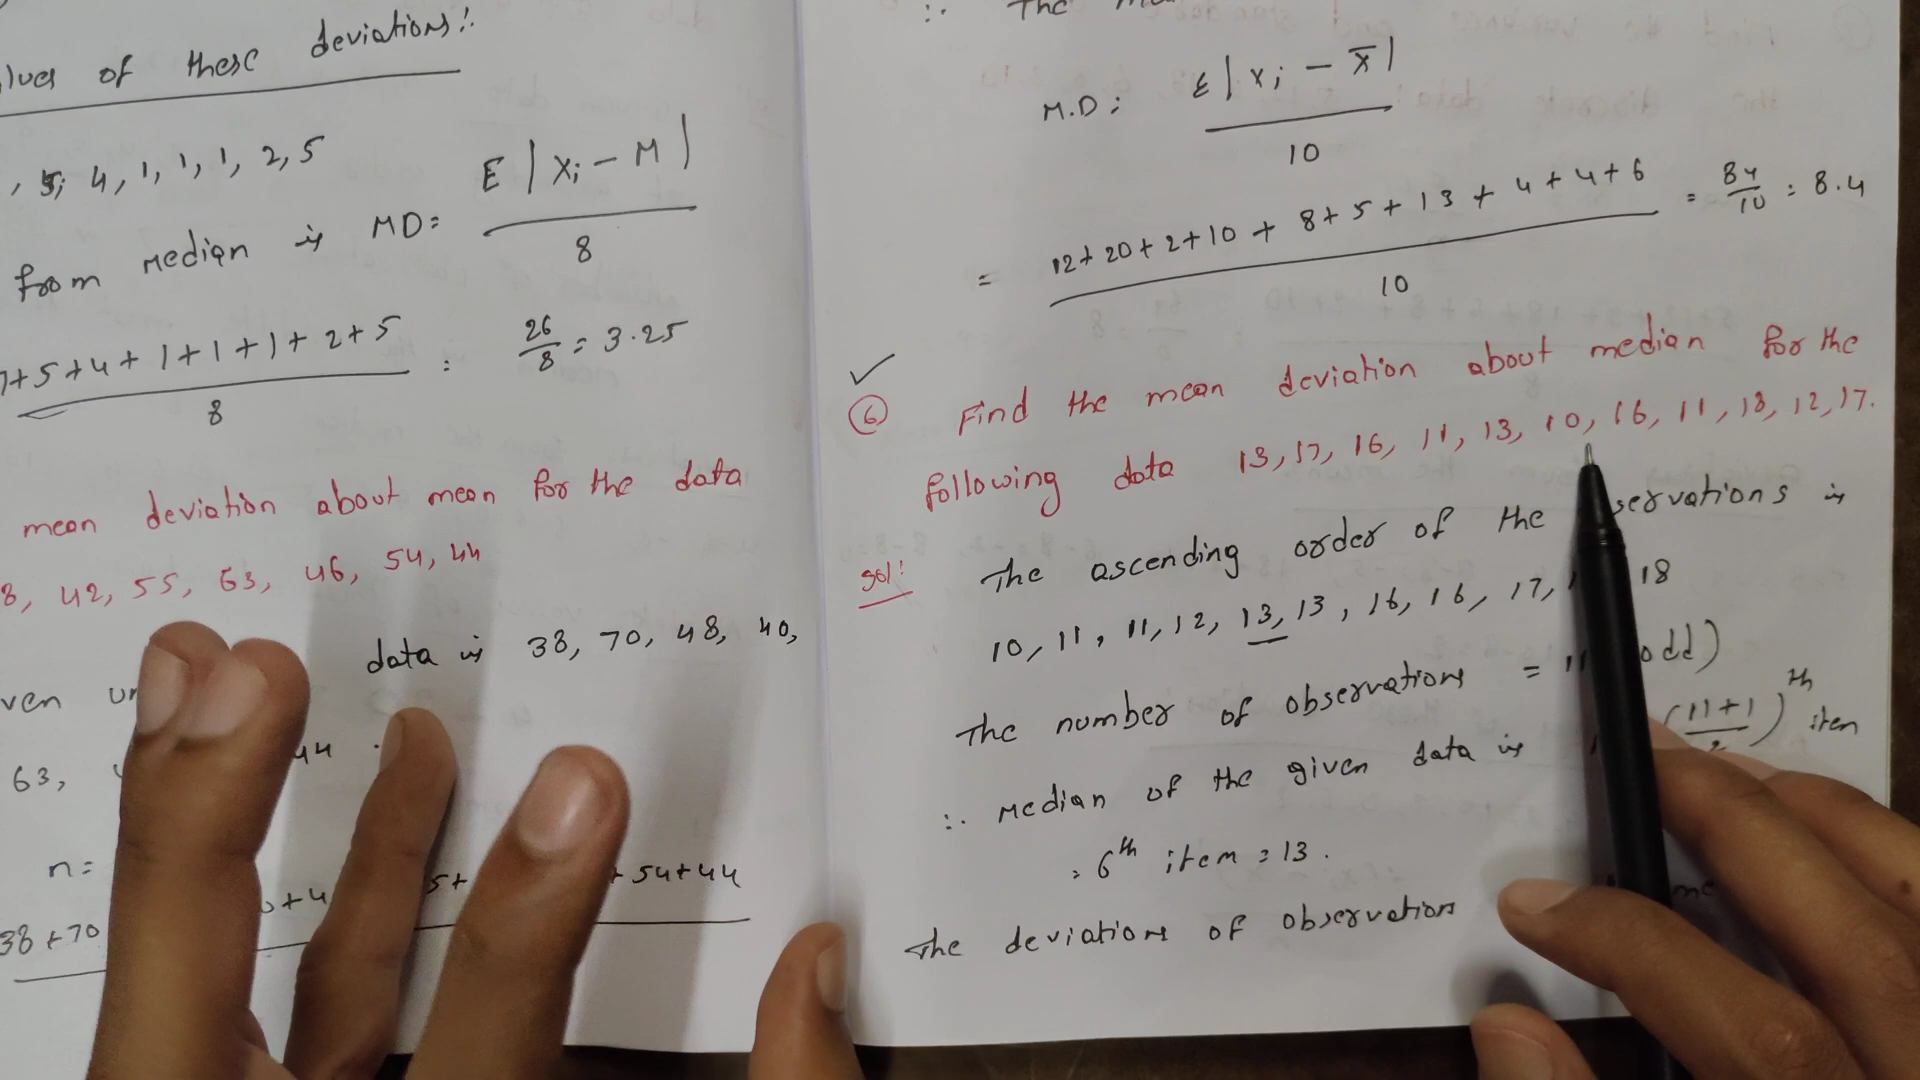 of these deviations:
, 5, 4, 1, 1, 1, 2, 5
from median is MD = E | xi - M |
8
7+5+4+1+1+1+2+5
8
: 26/8 = 3.25
mean deviation about mean for the data
8, 42, 55, 63, 46, 54, 44
data is 38, 70, 48, 40,
63, 44
n =
38 + 70 + 54 + 44
∴ The
M.D : Σ | xi - x̄ |
10
= 12 + 20 + 2 + 10 + 8 + 5 + 13 + 4 + 4 + 6
10
= 84/10 : 8.4
✓
6 Find the mean deviation about median for the
following data 13, 17, 16, 11, 13, 10, 16, 11, 18, 12, 17.
sol: The ascending order of the is
10, 11, 11, 12, 13, 13, 16, 16, 17, 18
The number of observations = 11 odd)
∴ Median of the given data is (11+1 )th item
= 6th item = 13.
The deviations of observation